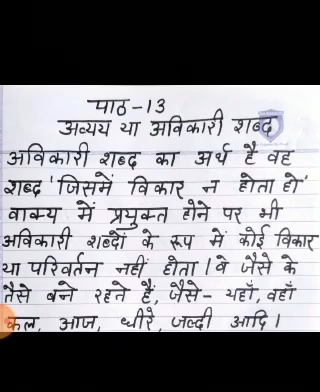 पाठ-13
अव्यय या अविकारी शब्द
अविकारी शब्द का अर्थ है वह
शब्द 'जिसमें विकार न होता हो'
वाक्य में प्रयुक्त होने पर भी
अविकारी शब्दों के रूप में कोई विकार
या परिवर्तन नहीं होता। वे जैसे के
तैसे बने रहते हैं, जैसे- यहाँ, वहाँ
कल, आज, धीरे, जल्दी आदि।